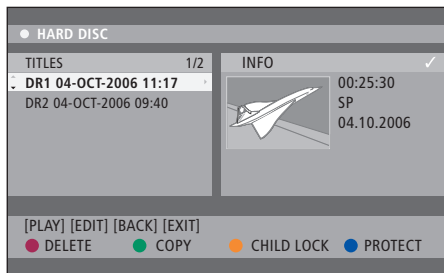 HARD DISC
TITLES 1/2
DR1 04-OCT-2006 11:17
DR2 04-OCT-2006 09:40
INFO
00:25:30
SP
04.10.2006
[PLAY] [EDIT] [BACK] [EXIT]
DELETE COPY CHILD LOCK PROTECT